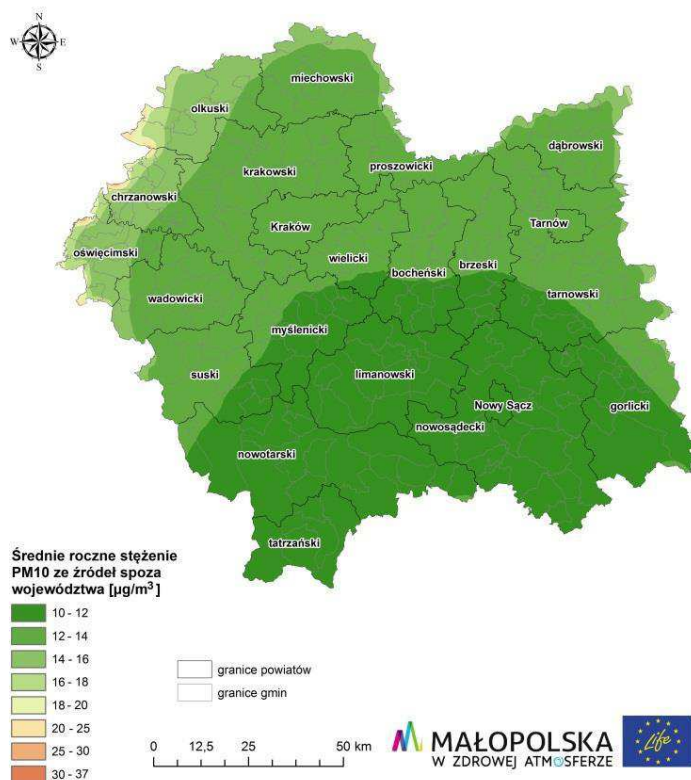 N
W E
S
miechowski
olkuski
dąbrowski
proszowicki
krakowski
chrzanowski
Kraków
Tarnów
oświęcimski
wielicki
bocheński
brzeski
wadowicki
tarnowski
myślenicki
suski
limanowski
Nowy Sącz
gorlicki
nowosądecki
nowotarski
tatrzański
Średnie roczne stężenie
PM10 ze źródeł spoza
województwa [µg/m³]
10 - 12
12 - 14
14 - 16
16 - 18
18 - 20
20 - 25
25 - 30
30 - 37
granice powiatów
granice gmin
0 12,5 25 50 km
MAŁOPOLSKA
W ZDROWEJ ATMOSFERZE
Life